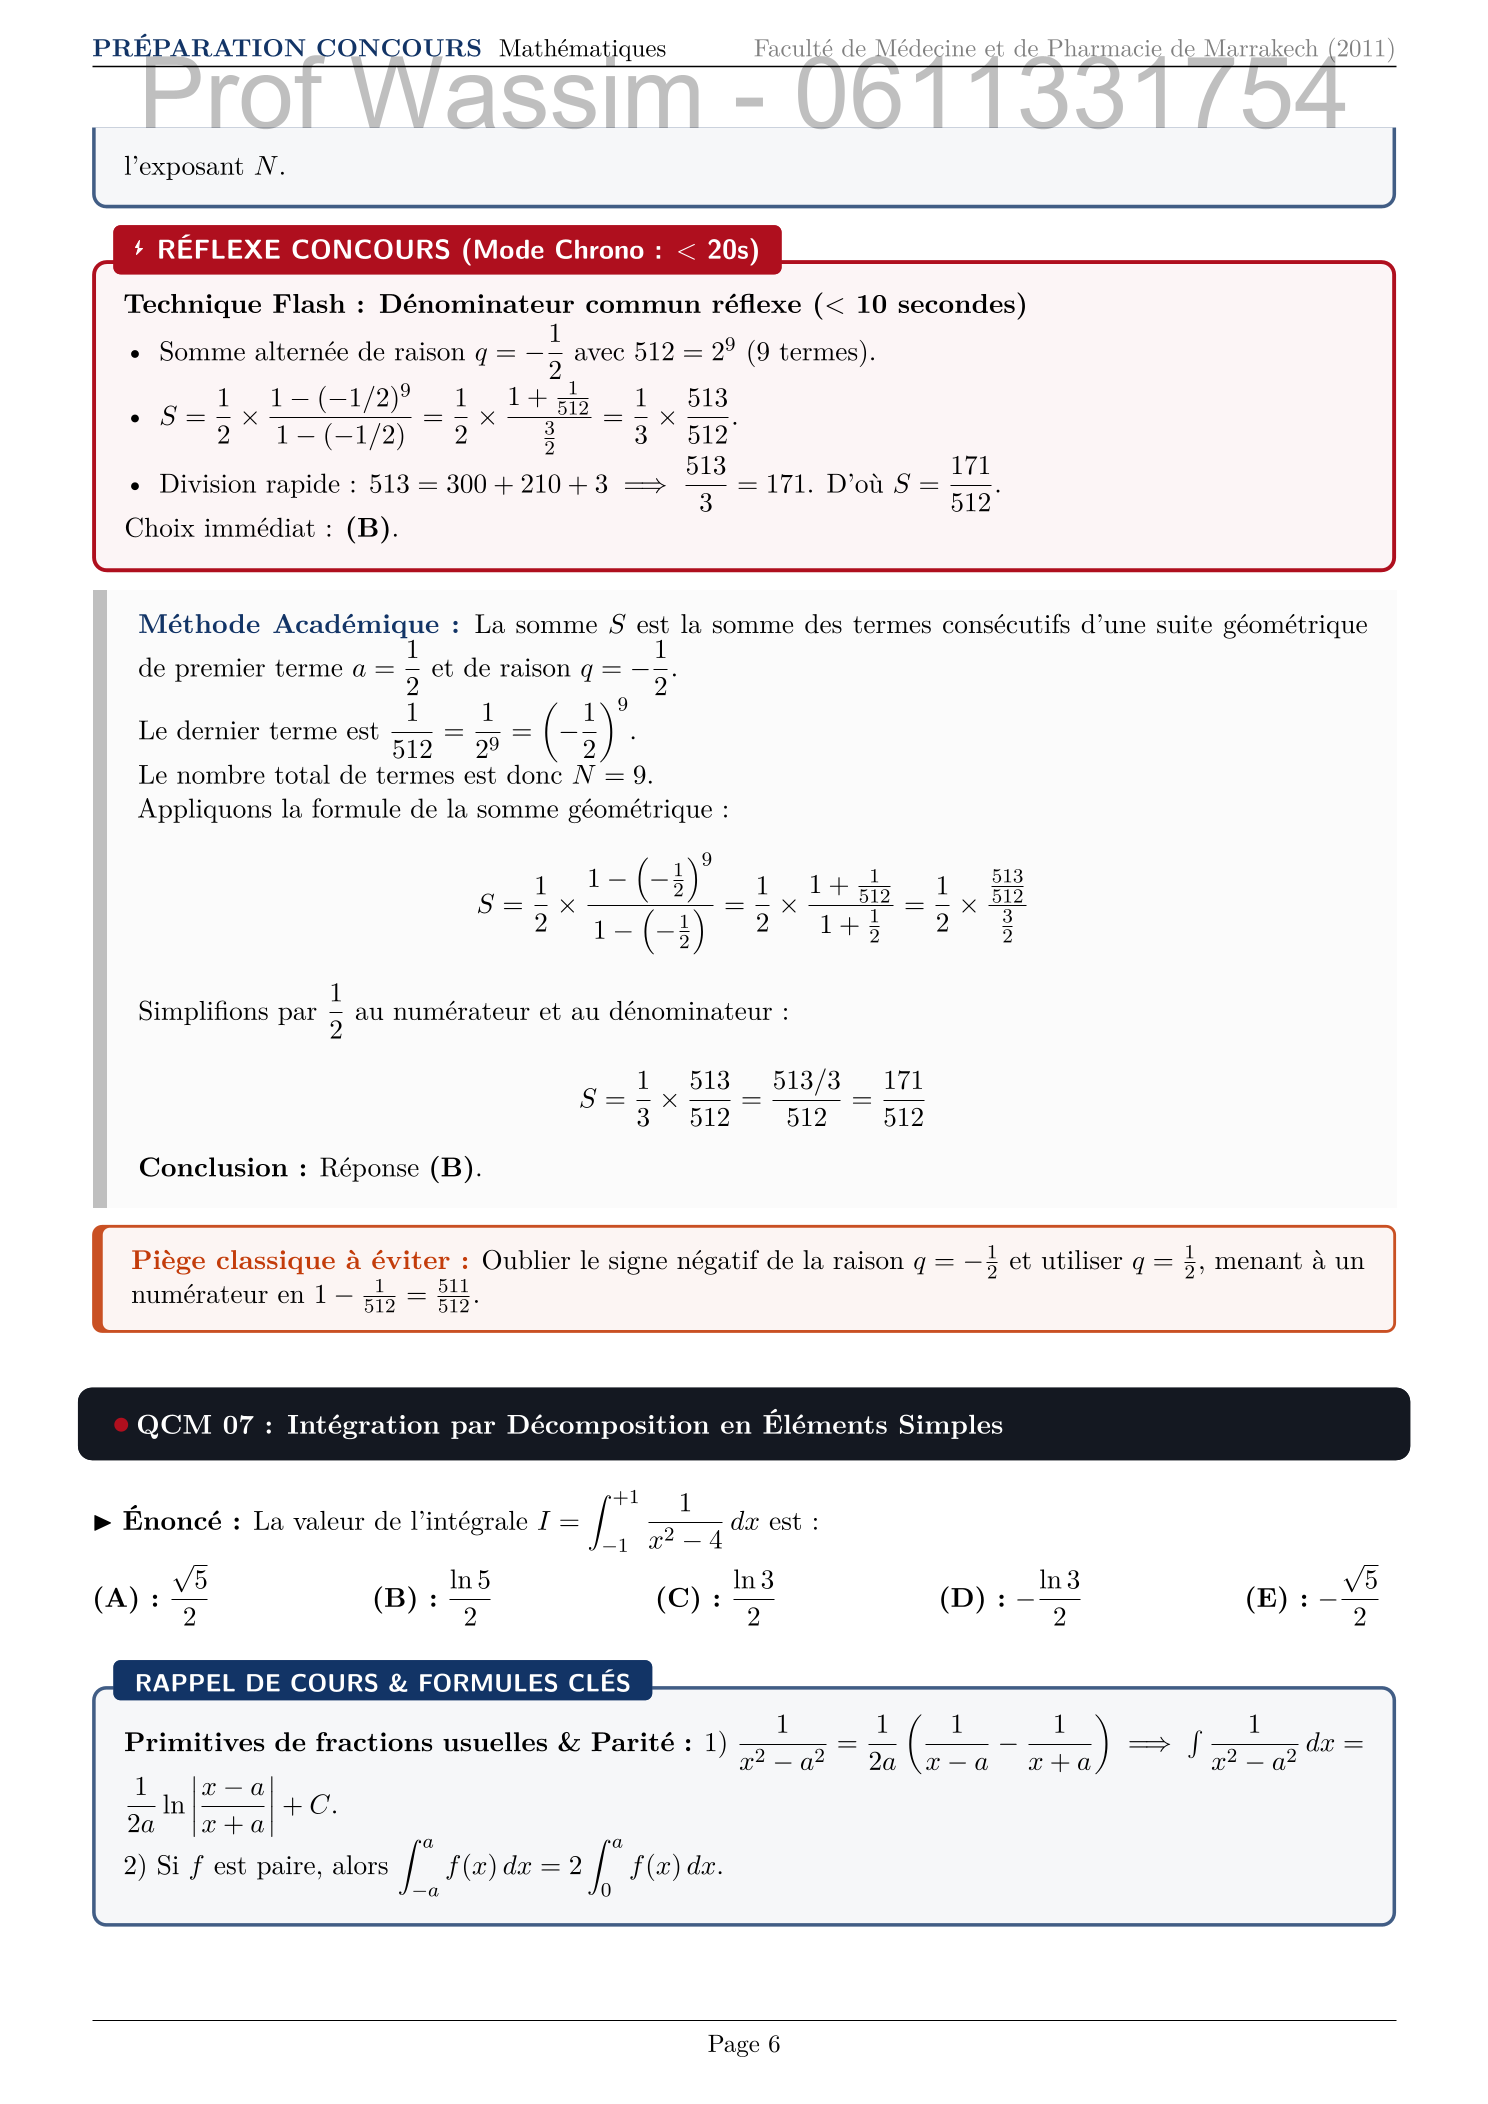 PRÉPARATION CONCOURS Mathématiques Faculté de Médecine et de Pharmacie de Marrakech (2011)
Prof Wassim - 0611331754
l'exposant N.
RÉFLEXE CONCOURS (Mode Chrono : < 20s)
Technique Flash : Dénominateur commun réflexe (< 10 secondes)
• Somme alternée de raison q = −1/2 avec 512 = 2⁹ (9 termes).
• S = 1/2 × (1 − (−1/2)⁹)/(1 − (−1/2)) = 1/2 × (1 + 1/512)/(3/2) = 1/3 × 513/512.
• Division rapide : 513 = 300 + 210 + 3 ⟹ 513/3 = 171. D'où S = 171/512.
Choix immédiat : (B).
Méthode Académique : La somme S est la somme des termes consécutifs d'une suite géométrique
de premier terme a = 1/2 et de raison q = −1/2.
Le dernier terme est 1/512 = 1/2⁹ = (−1/2)⁹.
Le nombre total de termes est donc N = 9.
Appliquons la formule de la somme géométrique :
S = 1/2 × (1 − (−1/2)⁹)/(1 − (−1/2)) = 1/2 × (1 + 1/512)/(1 + 1/2) = 1/2 × (513/512)/(3/2)
Simplifions par 1/2 au numérateur et au dénominateur :
S = 1/3 × 513/512 = (513/3)/512 = 171/512
Conclusion : Réponse (B).
Piège classique à éviter : Oublier le signe négatif de la raison q = −1/2 et utiliser q = 1/2, menant à un
numérateur en 1 − 1/512 = 511/512.
● QCM 07 : Intégration par Décomposition en Éléments Simples
▶ Énoncé : La valeur de l'intégrale I = ∫₋₁⁺¹ 1/(x² − 4) dx est :
(A) : √5/2 (B) : ln 5/2 (C) : ln 3/2 (D) : −ln 3/2 (E) : −√5/2
RAPPEL DE COURS & FORMULES CLÉS
Primitives de fractions usuelles & Parité : 1) 1/(x² − a²) = 1/(2a) (1/(x − a) − 1/(x + a)) ⟹ ∫ 1/(x² − a²) dx =
1/(2a) ln |(x − a)/(x + a)| + C.
2) Si f est paire, alors ∫₋ₐᵃ f(x) dx = 2 ∫₀ᵃ f(x) dx.
Page 6